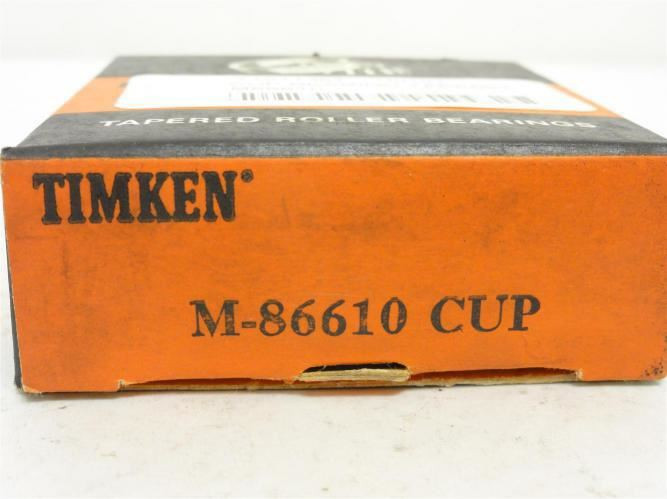 TAPERED ROLLER BEARINGS
TIMKEN®
M-86610 CUP